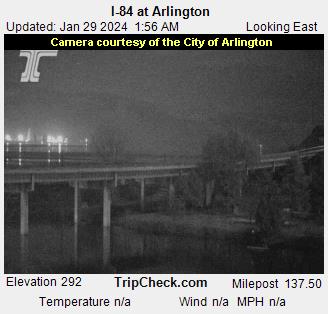 I-84 at Arlington
Updated: Jan 29 2024 1:56 AM Looking East
Camera courtesy of the City of Arlington
Elevation 292 TripCheck.com Milepost 137.50
Temperature n/a Wind n/a MPH n/a